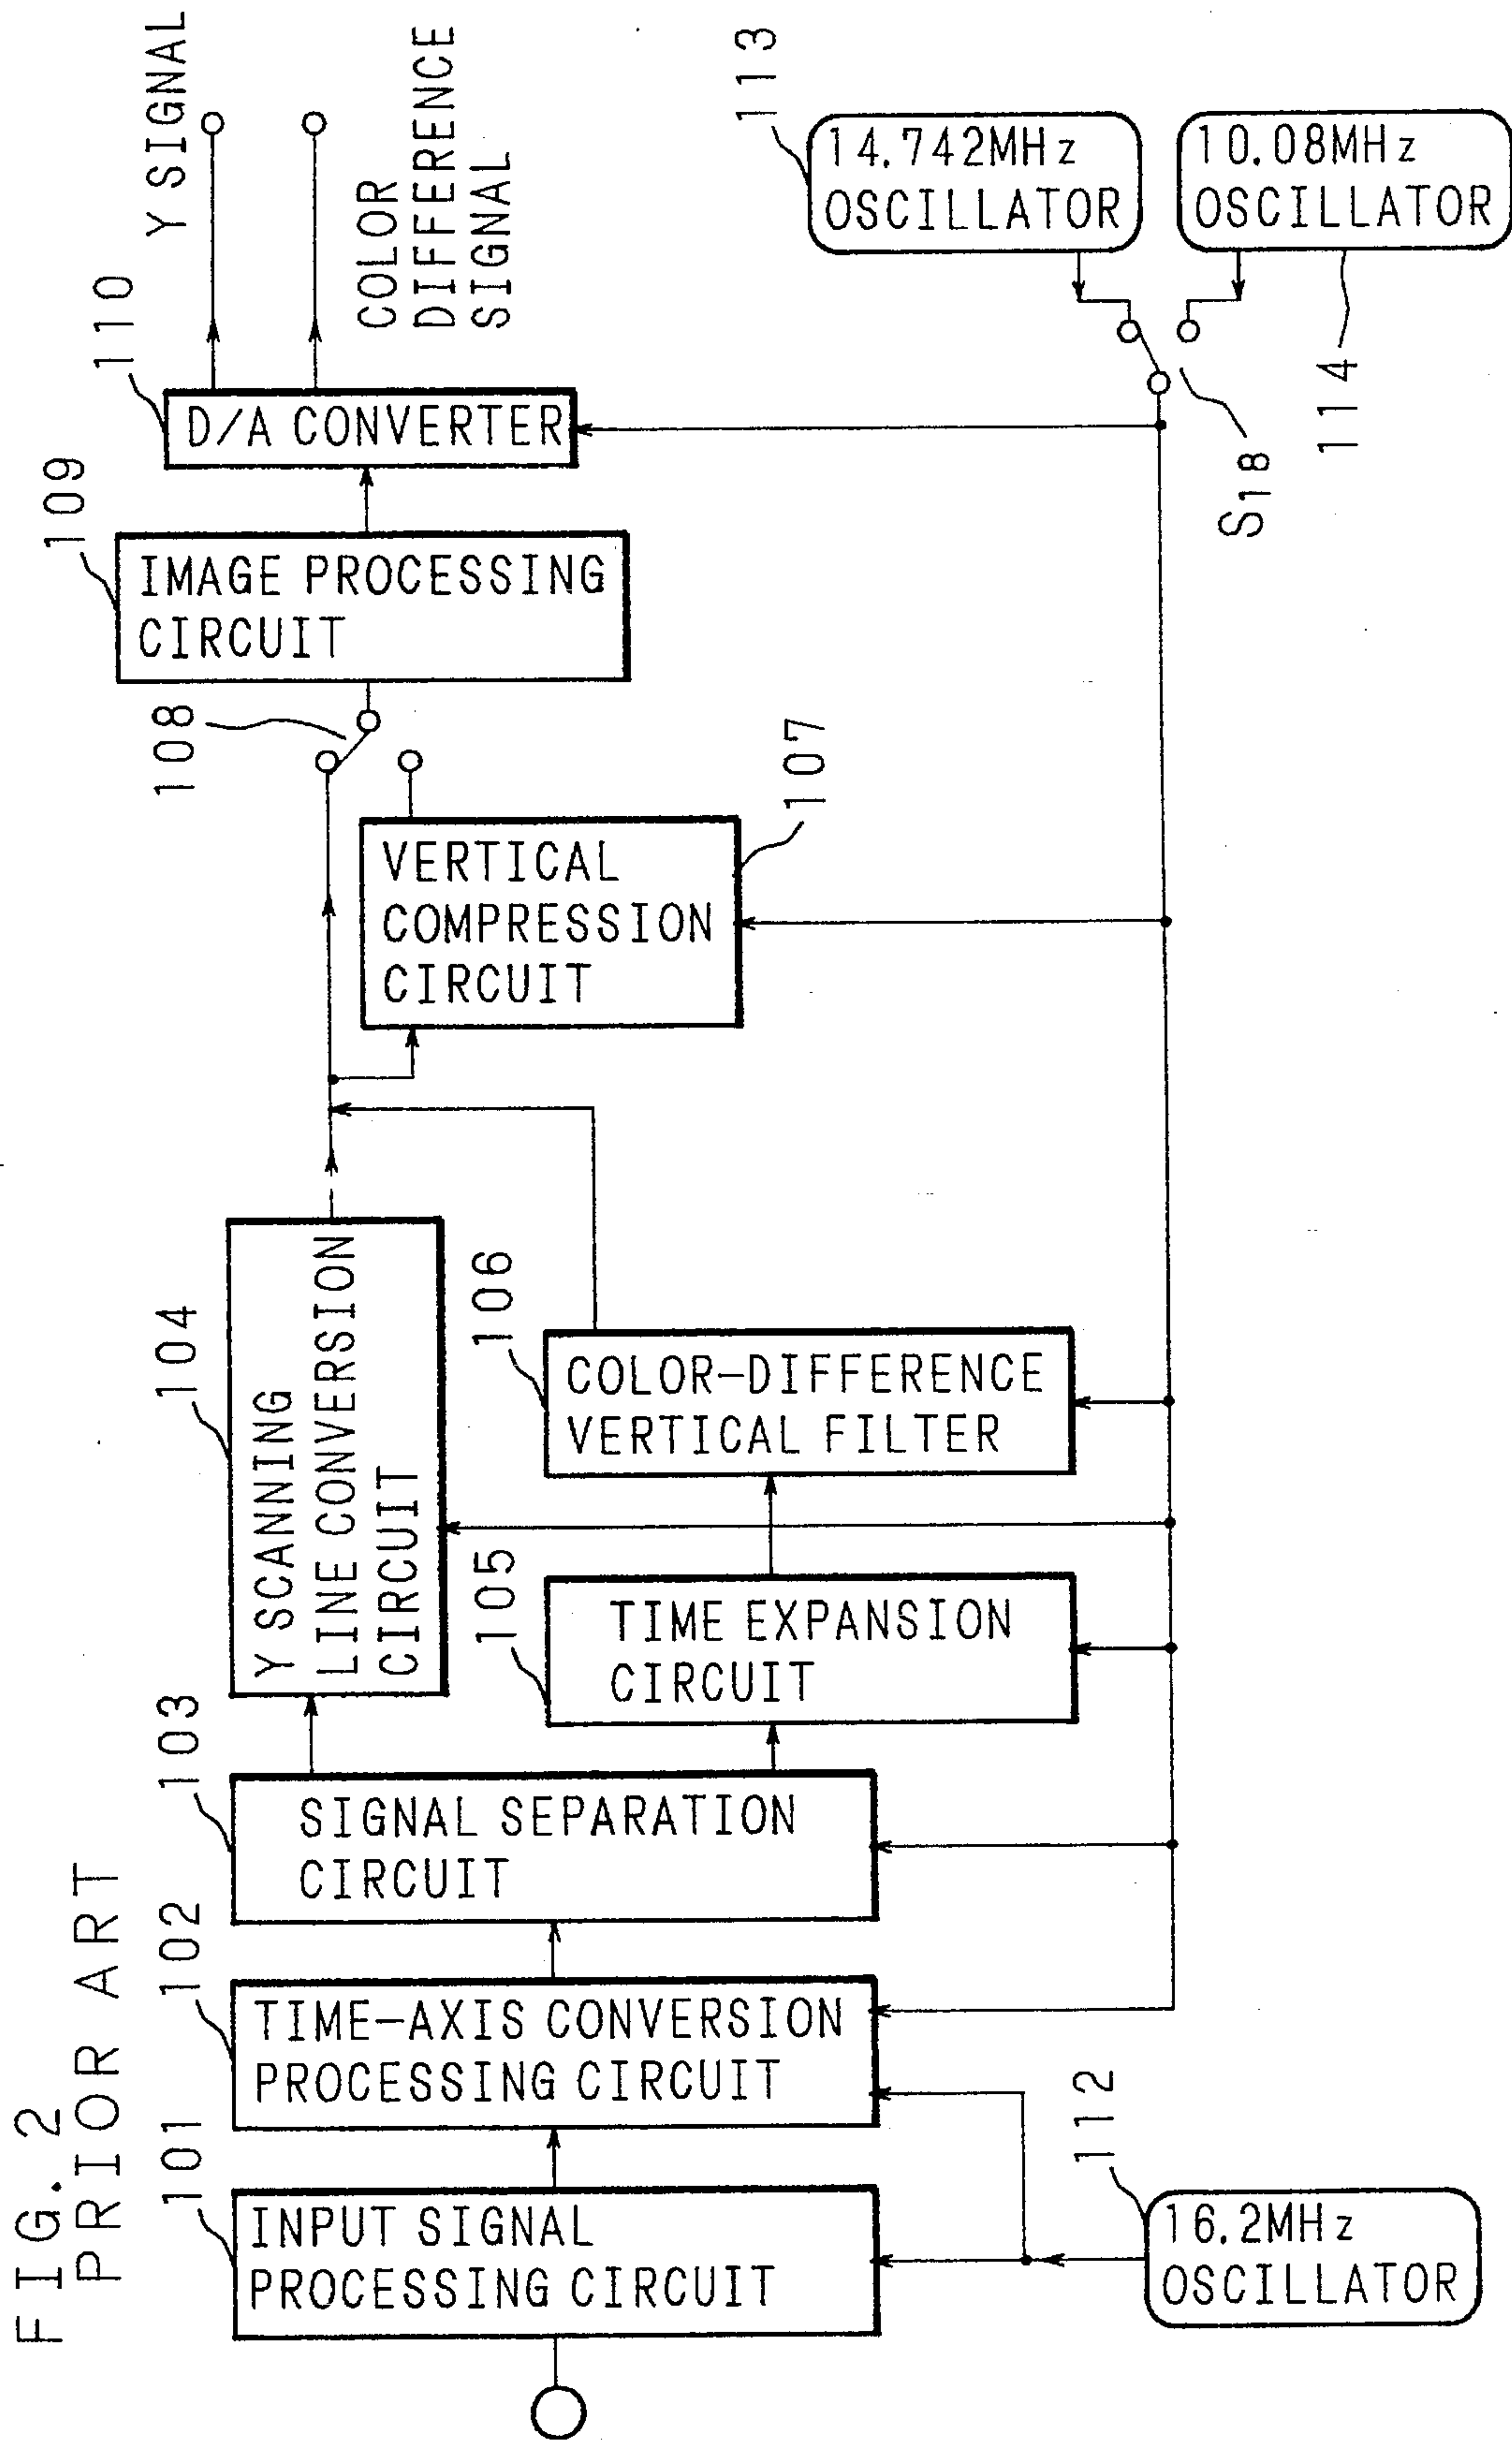 FIG.2
PRIOR ART
101
INPUT SIGNAL
PROCESSING CIRCUIT
102
TIME-AXIS CONVERSION
PROCESSING CIRCUIT
103
SIGNAL SEPARATION
CIRCUIT
104
Y SCANNING
LINE CONVERSION
CIRCUIT
105
TIME EXPANSION
CIRCUIT
106
COLOR-DIFFERENCE
VERTICAL FILTER
107
VERTICAL
COMPRESSION
CIRCUIT
108
109
IMAGE PROCESSING
CIRCUIT
110
D/A CONVERTER
Y SIGNAL
COLOR
DIFFERENCE
SIGNAL
112
16.2MHz
OSCILLATOR
113
14.742MHz
OSCILLATOR
114
10.08MHz
OSCILLATOR
S18